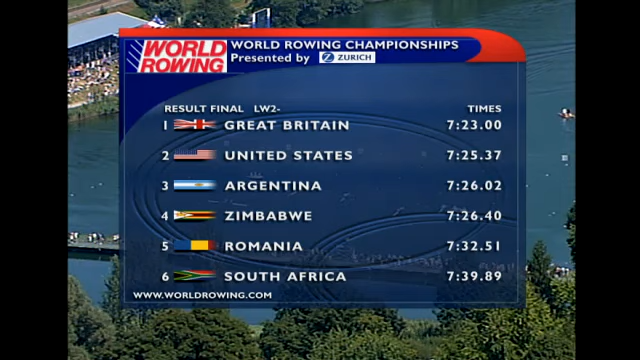 WORLD ROWING
WORLD ROWING CHAMPIONSHIPS
Presented by Z ZURICH
RESULT FINAL LW2- TIMES
1 GREAT BRITAIN 7:23.00
2 UNITED STATES 7:25.37
3 ARGENTINA 7:26.02
4 ZIMBABWE 7:26.40
5 ROMANIA 7:32.51
6 SOUTH AFRICA 7:39.89
WWW.WORLDROWING.COM